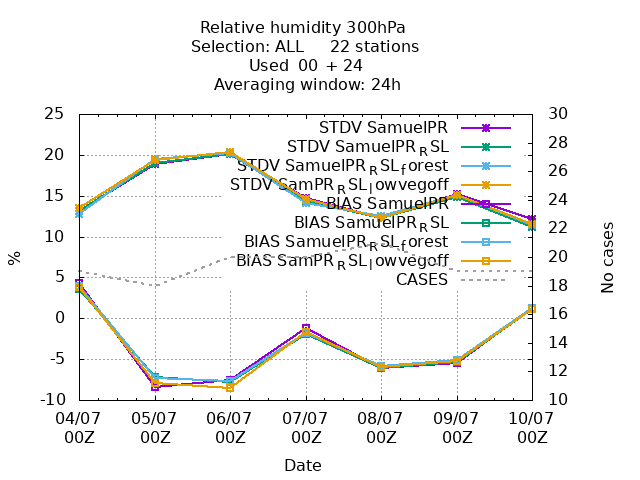 Relative humidity 300hPa
Selection: ALL 22 stations
Used 00 + 24
Averaging window: 24h
25
20
15
10
5
0
-5
-10
%
30
28
26
24
22
20
18
16
14
12
10
No cases
STDV SamuelPR
STDV SamuelPR_RSL
STDV SamuelPR_RSL_forest
STDV SamPR_RSL_lowvegoff
BIAS SamuelPR
BIAS SamuelPR_RSL
BIAS SamuelPR_RSL_forest
BIAS SamPR_RSL_lowvegoff
CASES
04/07 05/07 06/07 07/07 08/07 09/07 10/07
00Z 00Z 00Z 00Z 00Z 00Z 00Z
Date